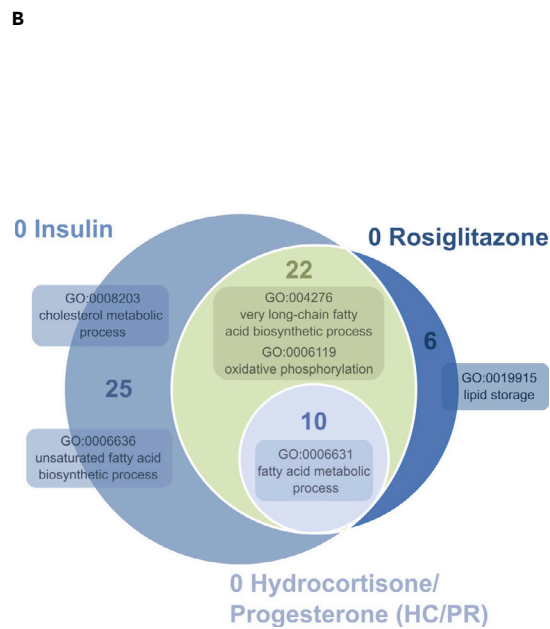 B
0 Insulin
0 Rosiglitazone
22
GO:0008203
cholesterol metabolic
process
GO:004276
very long-chain fatty
acid biosynthetic process
GO:0006119
oxidative phosphorylation
6
GO:0019915
lipid storage
25
10
GO:0006636
unsaturated fatty acid
biosynthetic process
GO:0006631
fatty acid metabolic
process
0 Hydrocortisone/
Progesterone (HC/PR)